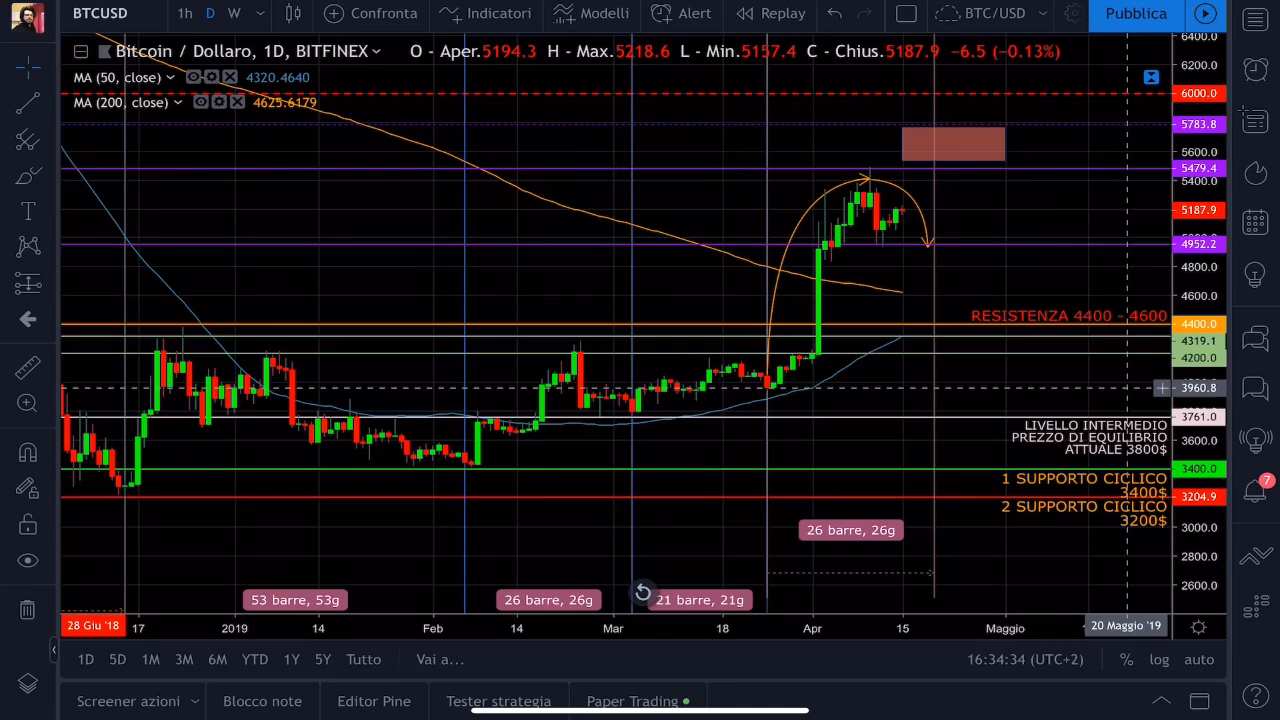 BTCUSD 1h D W Confronta Indicatori Modelli Alert Replay BTC/USD Pubblica
Bitcoin / Dollaro, 1D, BITFINEX O - Aper.5194.3 H - Max.5218.6 L - Min.5157.4 C - Chius.5187.9 -6.5 (-0.13%)
MA (50, close) 4320.4640
MA (200, close) 4625.6179
6400.0
6200.0
6000.0
5783.8
5600.0
5479.4
5400.0
5187.9
4952.2
4800.0
4600.0
RESISTENZA 4400 - 4600
4400.0
4319.1
4200.0
3960.8
3761.0
LIVELLO INTERMEDIO
PREZZO DI EQUILIBRIO
ATTUALE 3800$
3600.0
3400.0
1 SUPPORTO CICLICO
3400$
3204.9
2 SUPPORTO CICLICO
3200$
3000.0
26 barre, 26g
2800.0
2600.0
53 barre, 53g 26 barre, 26g 21 barre, 21g
28 Giu '18 17 2019 14 Feb 14 Mar 18 Apr 15 Maggio 20 Maggio '19
1D 5D 1M 3M 6M YTD 1Y 5Y Tutto Vai a... 16:34:34 (UTC+2) % log auto
Screener azioni Blocco note Editor Pine Tester strategia Paper Trading
7